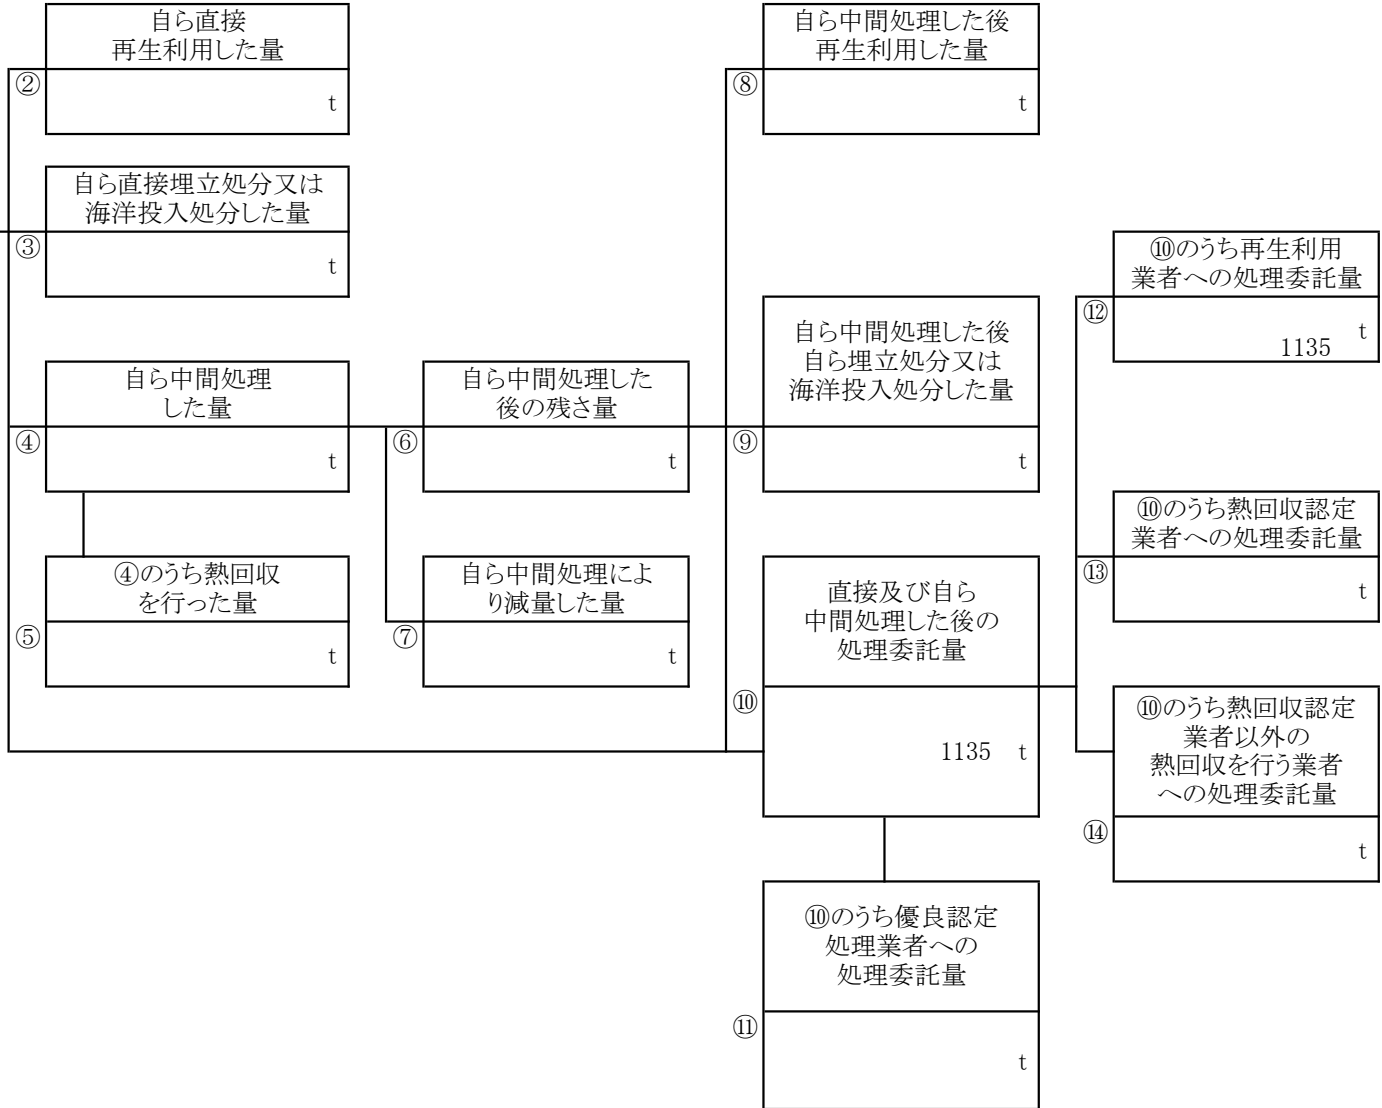 自ら直接
再生利用した量
②
t
自ら直接埋立処分又は
海洋投入処分した量
③
t
自ら中間処理
した量
④
t
④のうち熱回収
を行った量
⑤
t
自ら中間処理した
後の残さ量
⑥
t
自ら中間処理によ
り減量した量
⑦
t
自ら中間処理した後
再生利用した量
⑧
t
自ら中間処理した後
自ら埋立処分又は
海洋投入処分した量
⑨
t
直接及び自ら
中間処理した後の
処理委託量
⑩
1135 t
⑩のうち優良認定
処理業者への
処理委託量
⑪
t
⑩のうち再生利用
業者への処理委託量
⑫
1135 t
⑩のうち熱回収認定
業者への処理委託量
⑬
t
⑩のうち熱回収認定
業者以外の
熱回収を行う業者
への処理委託量
⑭
t